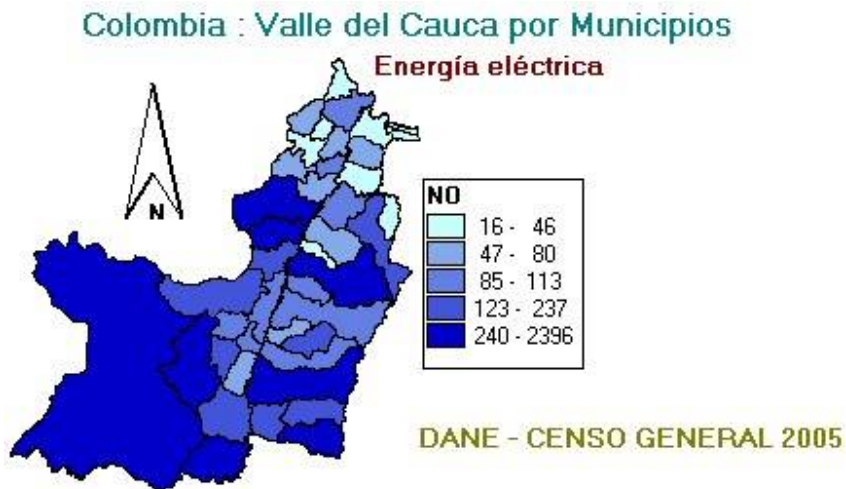 Colombia : Valle del Cauca por Municipios
Energía eléctrica
N
NO
16 - 46
47 - 80
85 - 113
123 - 237
240 - 2396
DANE - CENSO GENERAL 2005